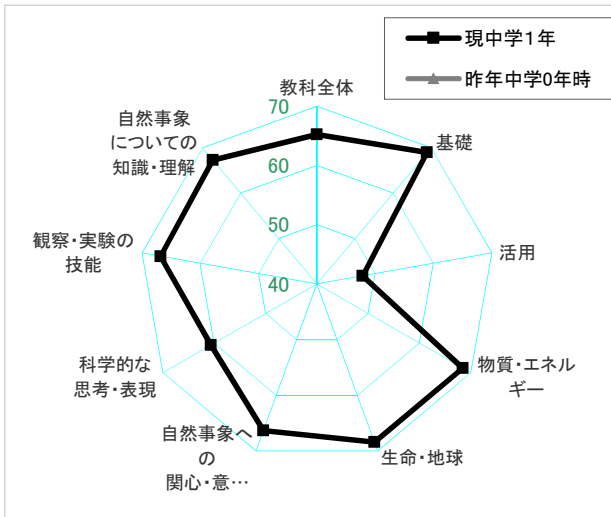 現中学1年
昨年中学0年時
教科全体
70
60
50
40
基礎
活用
物質・エネル
ギー
生命・地球
自然事象へ
の
関心・意…
科学的な
思考・表現
観察・実験の
技能
自然事象
についての
知識・理解